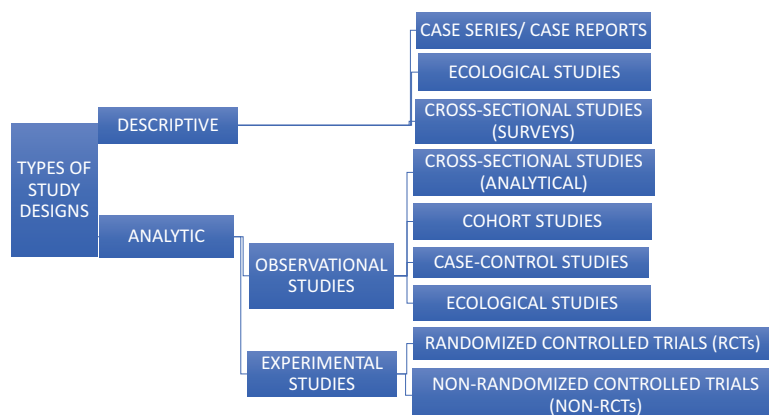 CASE SERIES/ CASE REPORTS
ECOLOGICAL STUDIES
CROSS-SECTIONAL STUDIES
(SURVEYS)
DESCRIPTIVE
TYPES OF
STUDY
DESIGNS
ANALYTIC
CROSS-SECTIONAL STUDIES
(ANALYTICAL)
COHORT STUDIES
OBSERVATIONAL
STUDIES
CASE-CONTROL STUDIES
ECOLOGICAL STUDIES
EXPERIMENTAL
STUDIES
RANDOMIZED CONTROLLED TRIALS (RCTs)
NON-RANDOMIZED CONTROLLED TRIALS
(NON-RCTs)